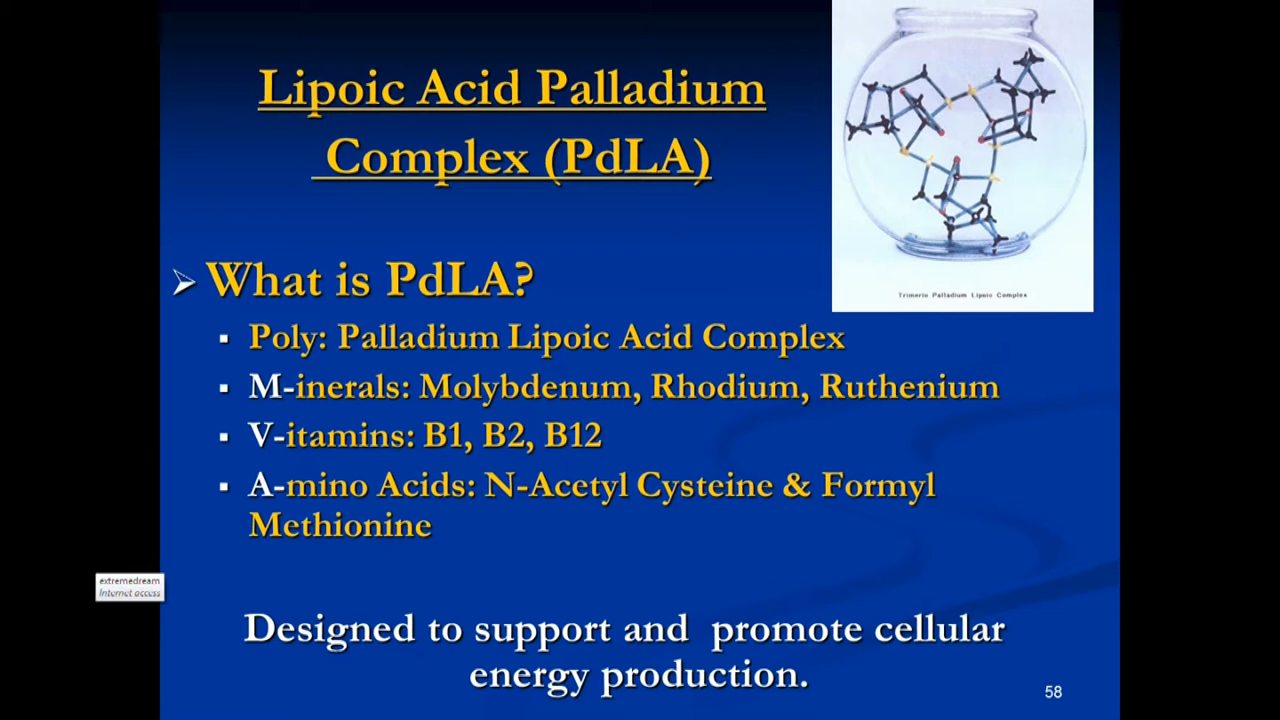 Lipoic Acid Palladium
Complex (PdLA)
Trimeric Palladium Lipoic Complex
➢ What is PdLA?
▪ Poly: Palladium Lipoic Acid Complex
▪ M-inerals: Molybdenum, Rhodium, Ruthenium
▪ V-itamins: B1, B2, B12
▪ A-mino Acids: N-Acetyl Cysteine & Formyl
Methionine
extremedream
Internet access
Designed to support and promote cellular
energy production.
58